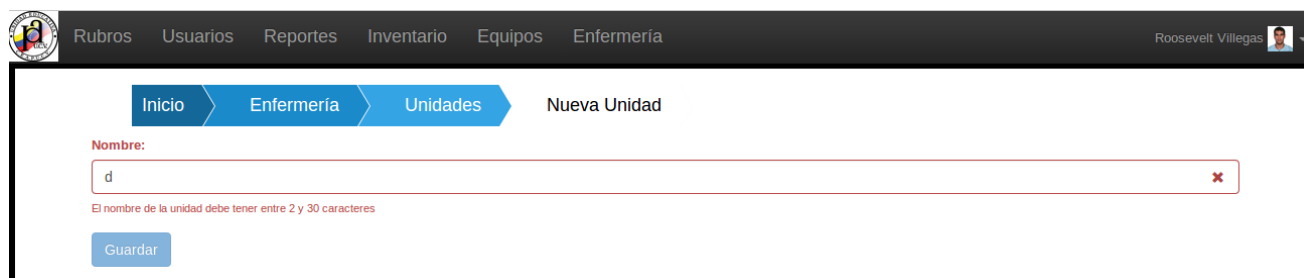 Rubros Usuarios Reportes Inventario Equipos Enfermería Roosevelt Villegas
Inicio Enfermería Unidades Nueva Unidad
Nombre:
d
El nombre de la unidad debe tener entre 2 y 30 caracteres
Guardar